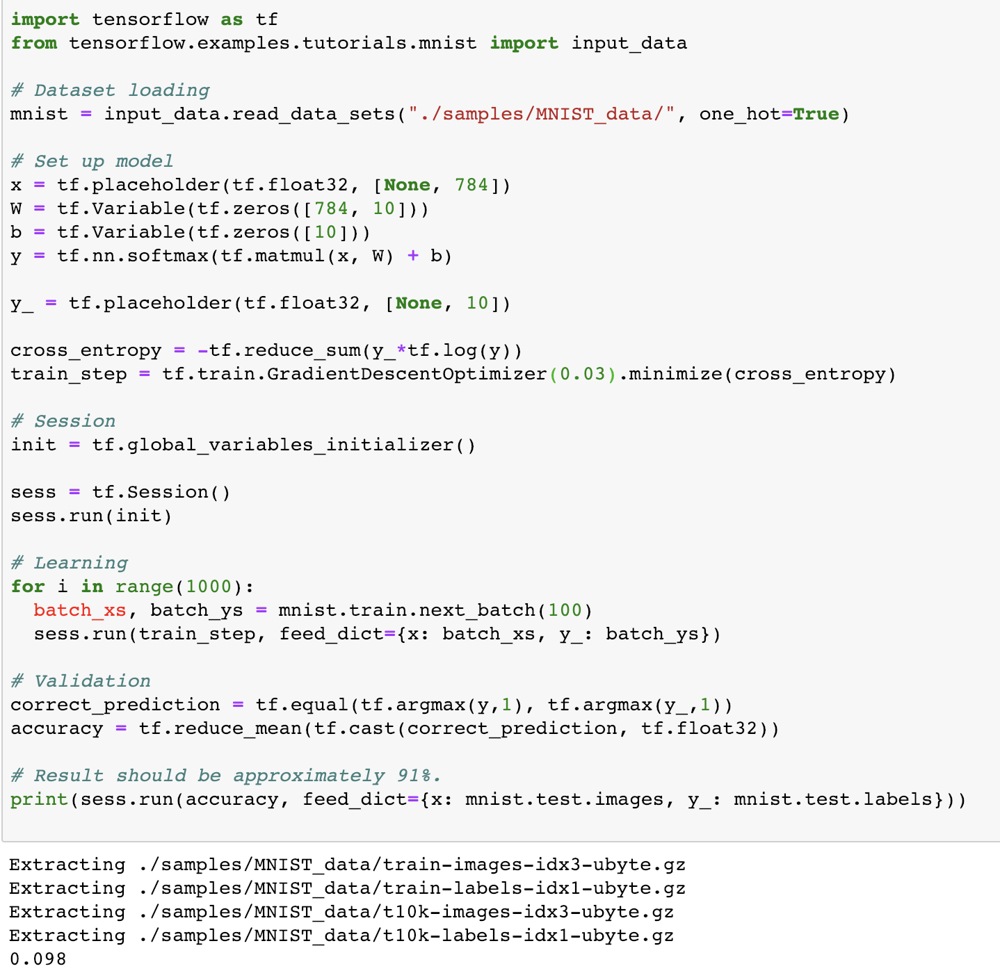 import tensorflow as tf
from tensorflow.examples.tutorials.mnist import input_data
# Dataset loading
mnist = input_data.read_data_sets("./samples/MNIST_data/", one_hot=True)
# Set up model
x = tf.placeholder(tf.float32, [None, 784])
W = tf.Variable(tf.zeros([784, 10]))
b = tf.Variable(tf.zeros([10]))
y = tf.nn.softmax(tf.matmul(x, W) + b)
y_ = tf.placeholder(tf.float32, [None, 10])
cross_entropy = -tf.reduce_sum(y_*tf.log(y))
train_step = tf.train.GradientDescentOptimizer(0.03).minimize(cross_entropy)
# Session
init = tf.global_variables_initializer()
sess = tf.Session()
sess.run(init)
# Learning
for i in range(1000):
  batch_xs, batch_ys = mnist.train.next_batch(100)
  sess.run(train_step, feed_dict={x: batch_xs, y_: batch_ys})
# Validation
correct_prediction = tf.equal(tf.argmax(y,1), tf.argmax(y_,1))
accuracy = tf.reduce_mean(tf.cast(correct_prediction, tf.float32))
# Result should be approximately 91%.
print(sess.run(accuracy, feed_dict={x: mnist.test.images, y_: mnist.test.labels}))
Extracting ./samples/MNIST_data/train-images-idx3-ubyte.gz
Extracting ./samples/MNIST_data/train-labels-idx1-ubyte.gz
Extracting ./samples/MNIST_data/t10k-images-idx3-ubyte.gz
Extracting ./samples/MNIST_data/t10k-labels-idx1-ubyte.gz
0.098